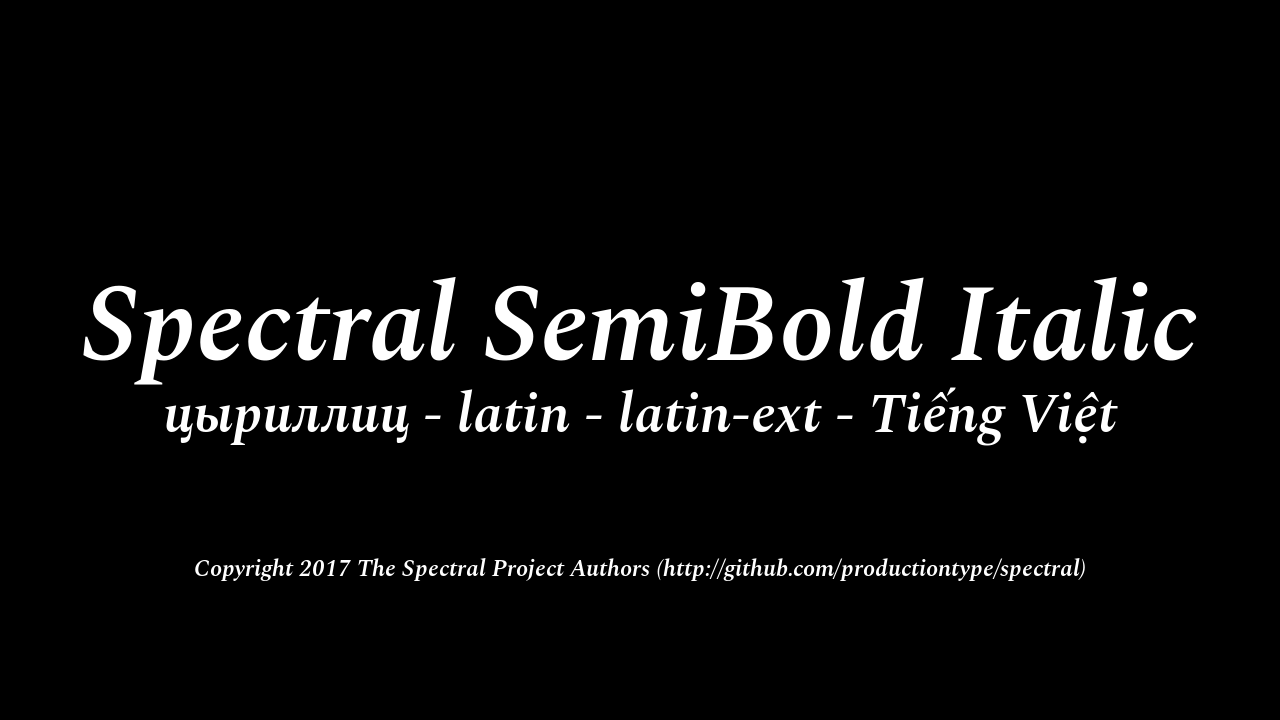 Spectral SemiBold Italic
цыриллиц - latin - latin-ext - Tiếng Việt
Copyright 2017 The Spectral Project Authors (http://github.com/productiontype/spectral)